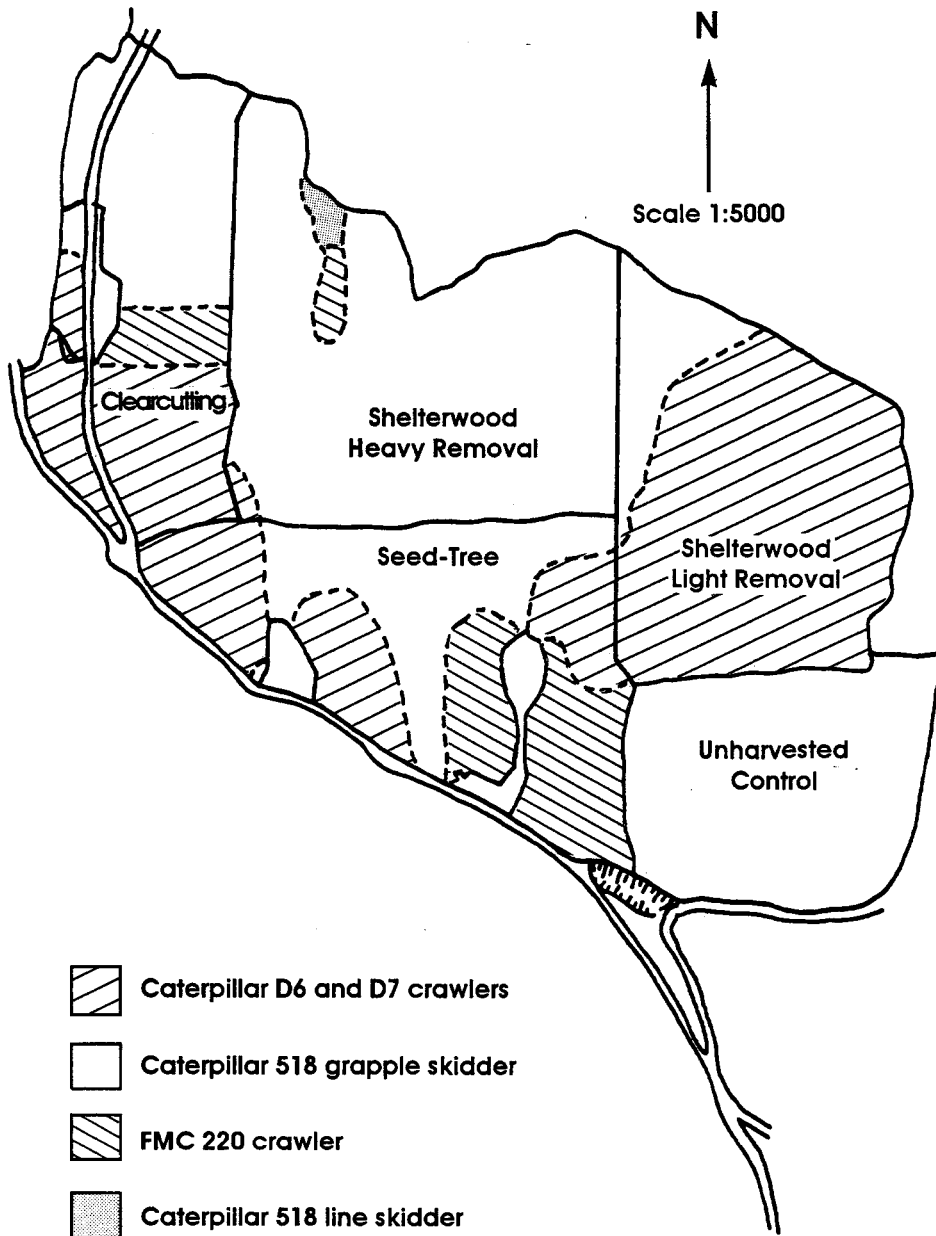 N
Scale 1:5000
Clearcutting
Shelterwood
Heavy Removal
Seed-Tree
Shelterwood
Light Removal
Unharvested
Control
Caterpillar D6 and D7 crawlers
Caterpillar 518 grapple skidder
FMC 220 crawler
Caterpillar 518 line skidder